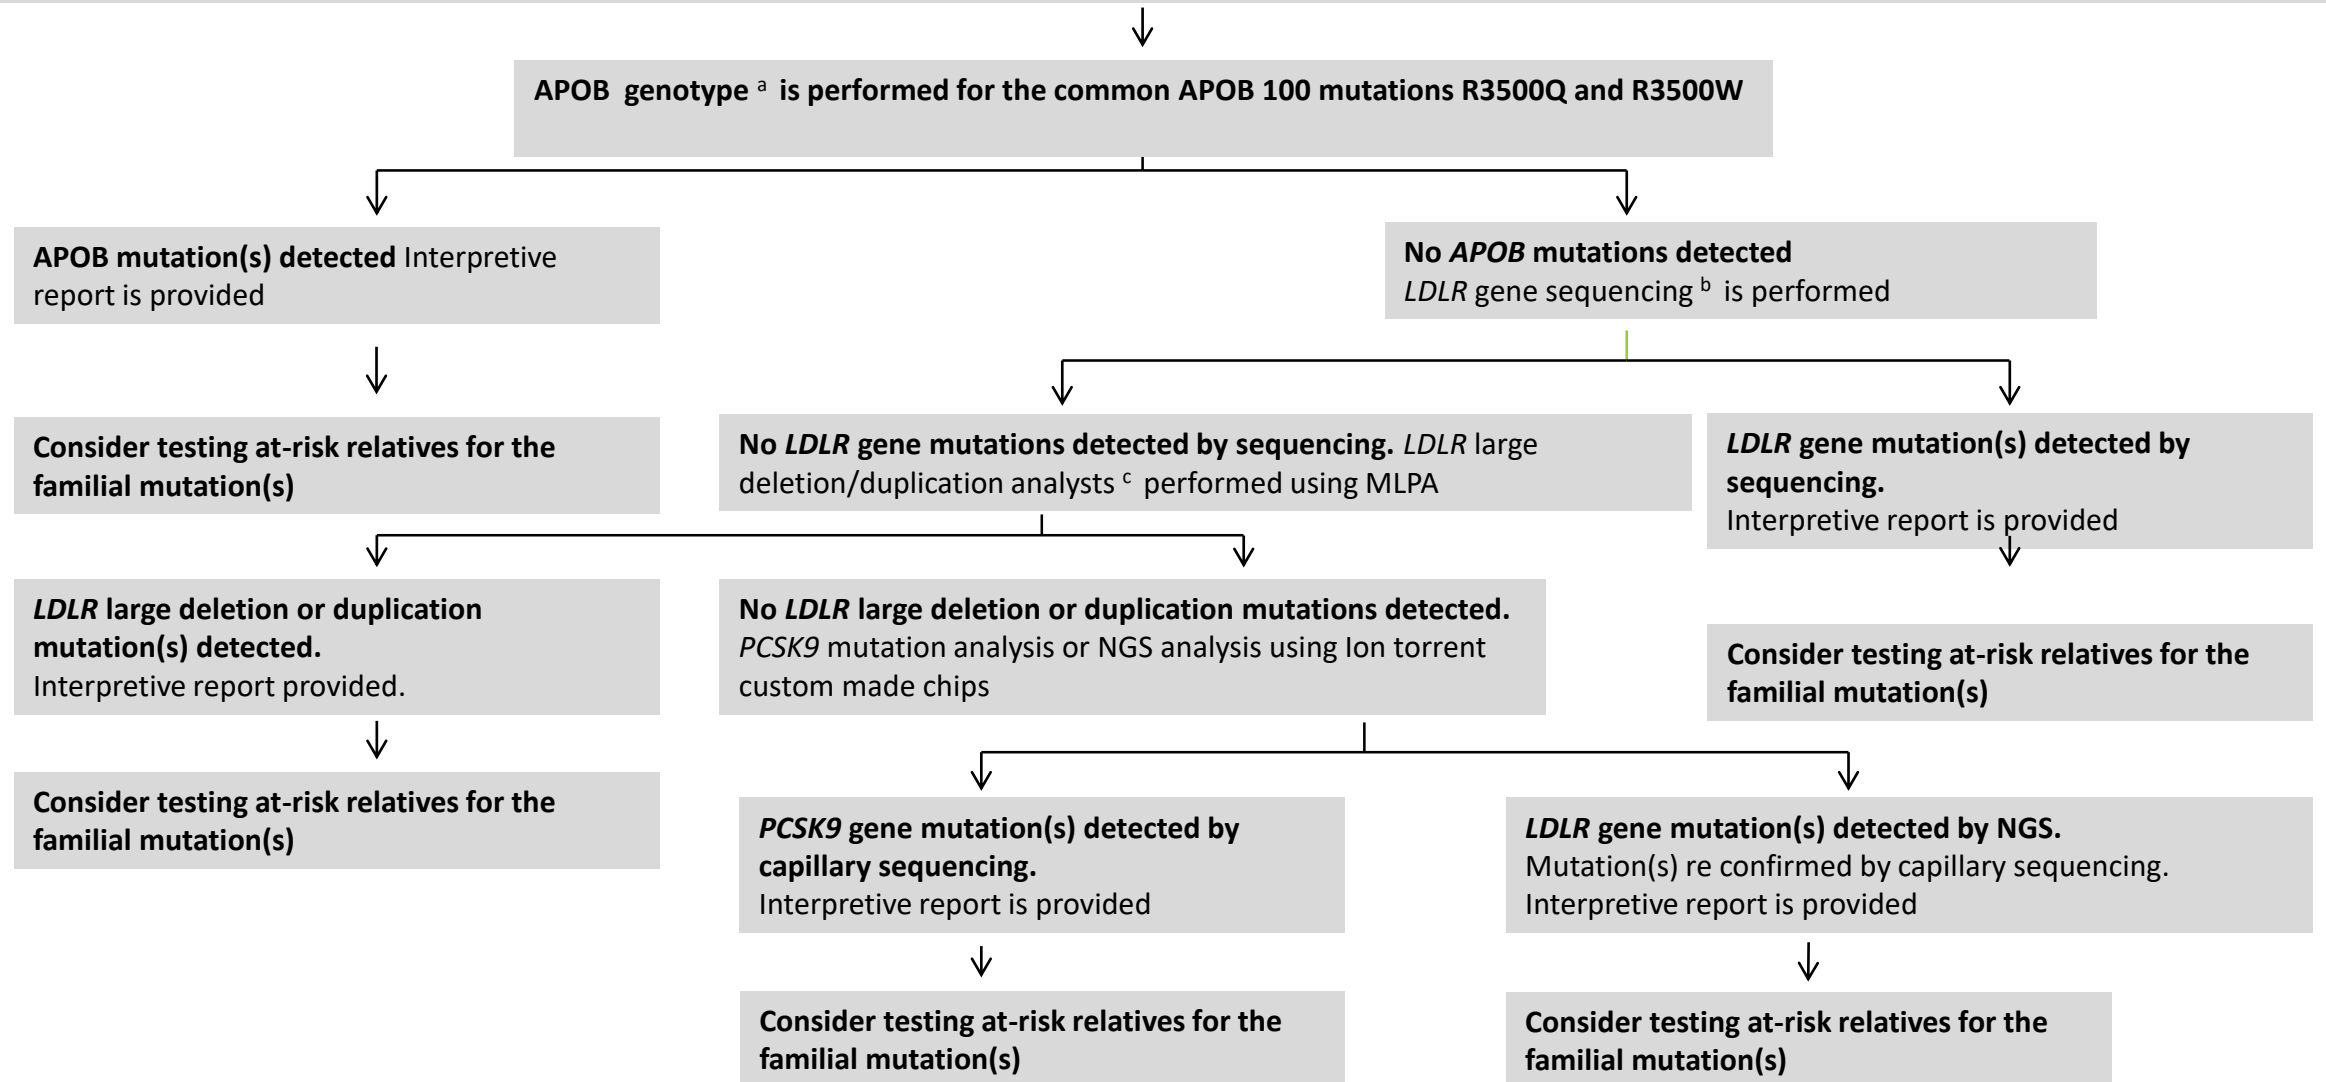 APOB genotype a is performed for the common APOB 100 mutations R3500Q and R3500W
APOB mutation(s) detected Interpretive
report is provided
No APOB mutations detected
LDLR gene sequencing b is performed
Consider testing at-risk relatives for the
familial mutation(s)
No LDLR gene mutations detected by sequencing. LDLR large
deletion/duplication analysts c performed using MLPA
LDLR gene mutation(s) detected by
sequencing.
Interpretive report is provided
LDLR large deletion or duplication
mutation(s) detected.
Interpretive report provided.
No LDLR large deletion or duplication mutations detected.
PCSK9 mutation analysis or NGS analysis using Ion torrent
custom made chips
Consider testing at-risk relatives for the
familial mutation(s)
Consider testing at-risk relatives for the
familial mutation(s)
PCSK9 gene mutation(s) detected by
capillary sequencing.
Interpretive report is provided
LDLR gene mutation(s) detected by NGS.
Mutation(s) re confirmed by capillary sequencing.
Interpretive report is provided
Consider testing at-risk relatives for the
familial mutation(s)
Consider testing at-risk relatives for the
familial mutation(s)